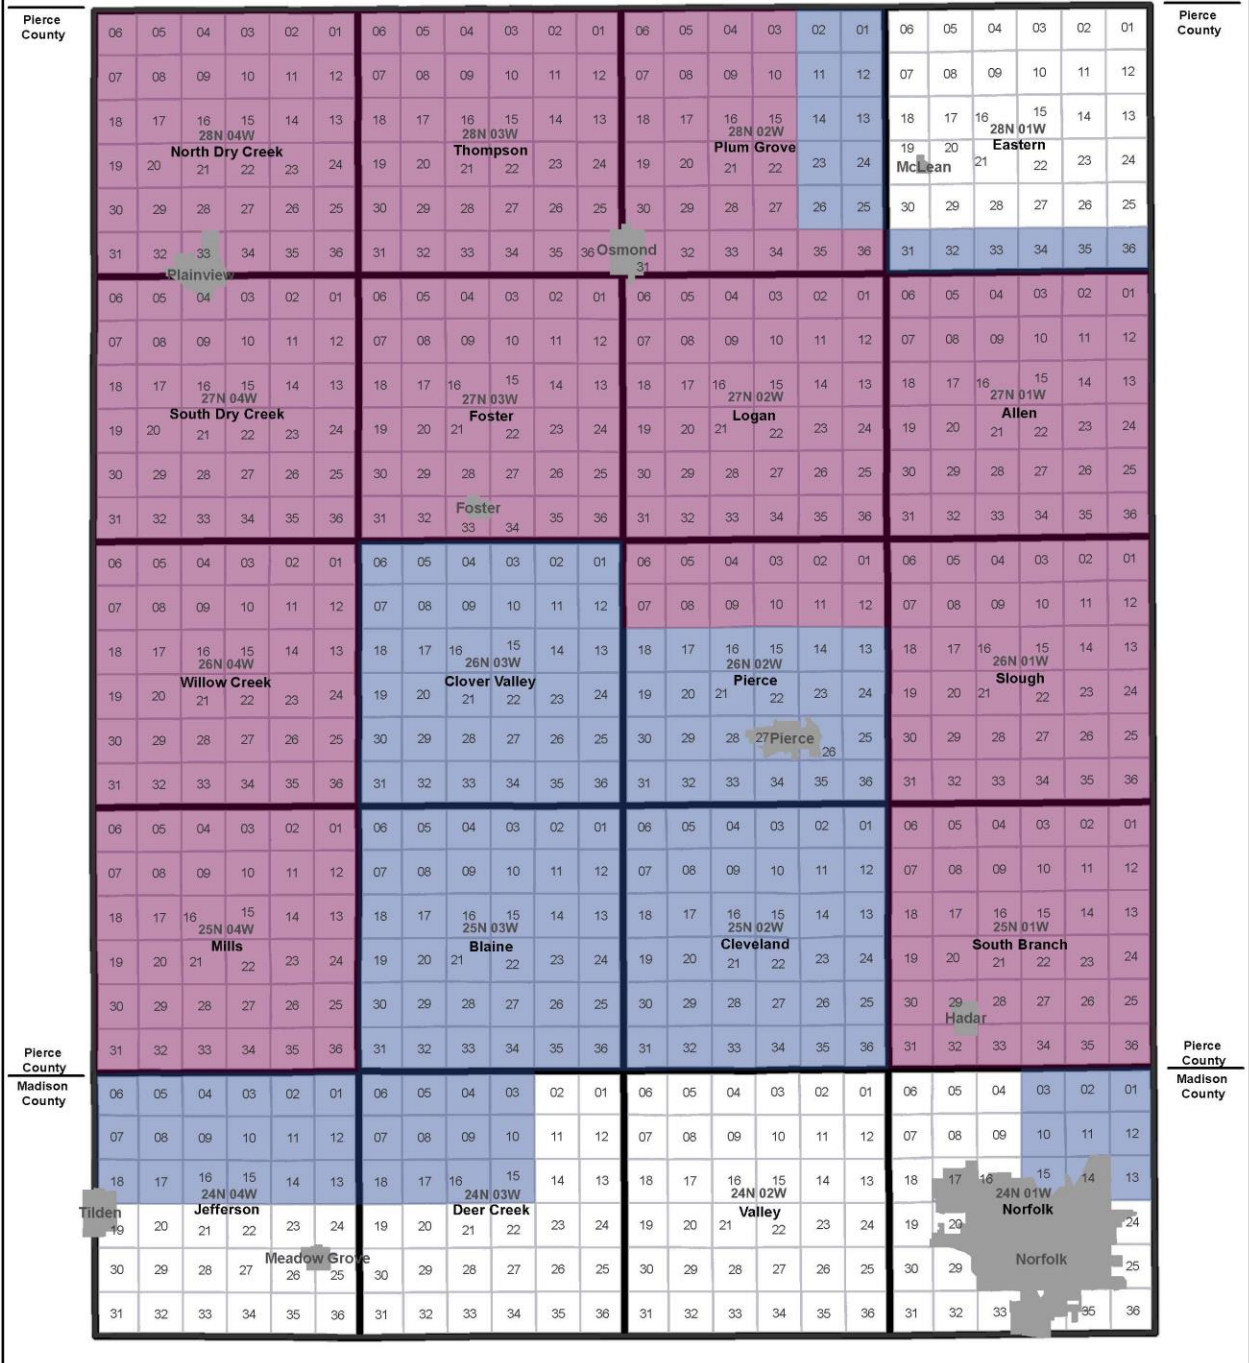 Pierce
County
Pierce
County
06 05 04 03 02 01 06 05 04 03 02 01 06 05 04 03 02 01 06 05 04 03 02 01
07 08 09 10 11 12 07 08 09 10 11 12 07 08 09 10 11 12 07 08 09 10 11 12
18 17 16 15 14 13 18 17 16 15 14 13 18 17 16 15 14 13 18 17 16 15 14 13
28N 04W 28N 03W 28N 02W 28N 01W
North Dry Creek Thompson Plum Grove Eastern
19 20 21 22 23 24 19 20 21 22 23 24 19 20 21 22 23 24 19 20 21 22 23 24
McLean
30 29 28 27 26 25 30 29 28 27 26 25 30 29 28 27 26 25 30 29 28 27 26 25
31 32 33 34 35 36 31 32 33 34 35 36 Osmond 31 32 33 34 35 36 31 32 33 34 35 36
Plainview
06 05 04 03 02 01 06 05 04 03 02 01 06 05 04 03 02 01 06 05 04 03 02 01
07 08 09 10 11 12 07 08 09 10 11 12 07 08 09 10 11 12 07 08 09 10 11 12
18 17 16 15 14 13 18 17 16 15 14 13 18 17 16 15 14 13 18 17 16 15 14 13
27N 04W 27N 03W 27N 02W 27N 01W
South Dry Creek Foster Logan Allen
19 20 21 22 23 24 19 20 21 22 23 24 19 20 21 22 23 24 19 20 21 22 23 24
30 29 28 27 26 25 30 29 28 27 26 25 30 29 28 27 26 25 30 29 28 27 26 25
Foster
31 32 33 34 35 36 31 32 33 34 35 36 31 32 33 34 35 36 31 32 33 34 35 36
06 05 04 03 02 01 06 05 04 03 02 01 06 05 04 03 02 01 06 05 04 03 02 01
07 08 09 10 11 12 07 08 09 10 11 12 07 08 09 10 11 12 07 08 09 10 11 12
18 17 16 15 14 13 18 17 16 15 14 13 18 17 16 15 14 13 18 17 16 15 14 13
26N 04W 26N 03W 26N 02W 26N 01W
Willow Creek Clover Valley Pierce Slough
19 20 21 22 23 24 19 20 21 22 23 24 19 20 21 22 23 24 19 20 21 22 23 24
30 29 28 27 26 25 30 29 28 27 26 25 30 29 28 27 Pierce 26 25 30 29 28 27 26 25
31 32 33 34 35 36 31 32 33 34 35 36 31 32 33 34 35 36 31 32 33 34 35 36
06 05 04 03 02 01 06 05 04 03 02 01 06 05 04 03 02 01 06 05 04 03 02 01
07 08 09 10 11 12 07 08 09 10 11 12 07 08 09 10 11 12 07 08 09 10 11 12
18 17 16 15 14 13 18 17 16 15 14 13 18 17 16 15 14 13 18 17 16 15 14 13
25N 04W 25N 03W 25N 02W 25N 01W
Mills Blaine Cleveland South Branch
19 20 21 22 23 24 19 20 21 22 23 24 19 20 21 22 23 24 19 20 21 22 23 24
30 29 28 27 26 25 30 29 28 27 26 25 30 29 28 27 26 25 30 29 28 27 26 25
Hadar
31 32 33 34 35 36 31 32 33 34 35 36 31 32 33 34 35 36 31 32 33 34 35 36
Pierce
County
Pierce
County
Madison
County
Madison
County
06 05 04 03 02 01 06 05 04 03 02 01 06 05 04 03 02 01 06 05 04 03 02 01
07 08 09 10 11 12 07 08 09 10 11 12 07 08 09 10 11 12 07 08 09 10 11 12
18 17 16 15 14 13 18 17 16 15 14 13 18 17 16 15 14 13 18 17 16 15 14 13
24N 04W 24N 03W 24N 02W 24N 01W
Tilden Jefferson Deer Creek Valley Norfolk
19 20 21 22 23 24 19 20 21 22 23 24 19 20 21 22 23 24 19 20 24
Meadow Grove Norfolk
30 29 28 27 26 25 30 29 28 27 26 25 30 29 28 27 26 25 30 29 25
31 32 33 34 35 36 31 32 33 34 35 36 31 32 33 34 35 36 31 32 33 35 36